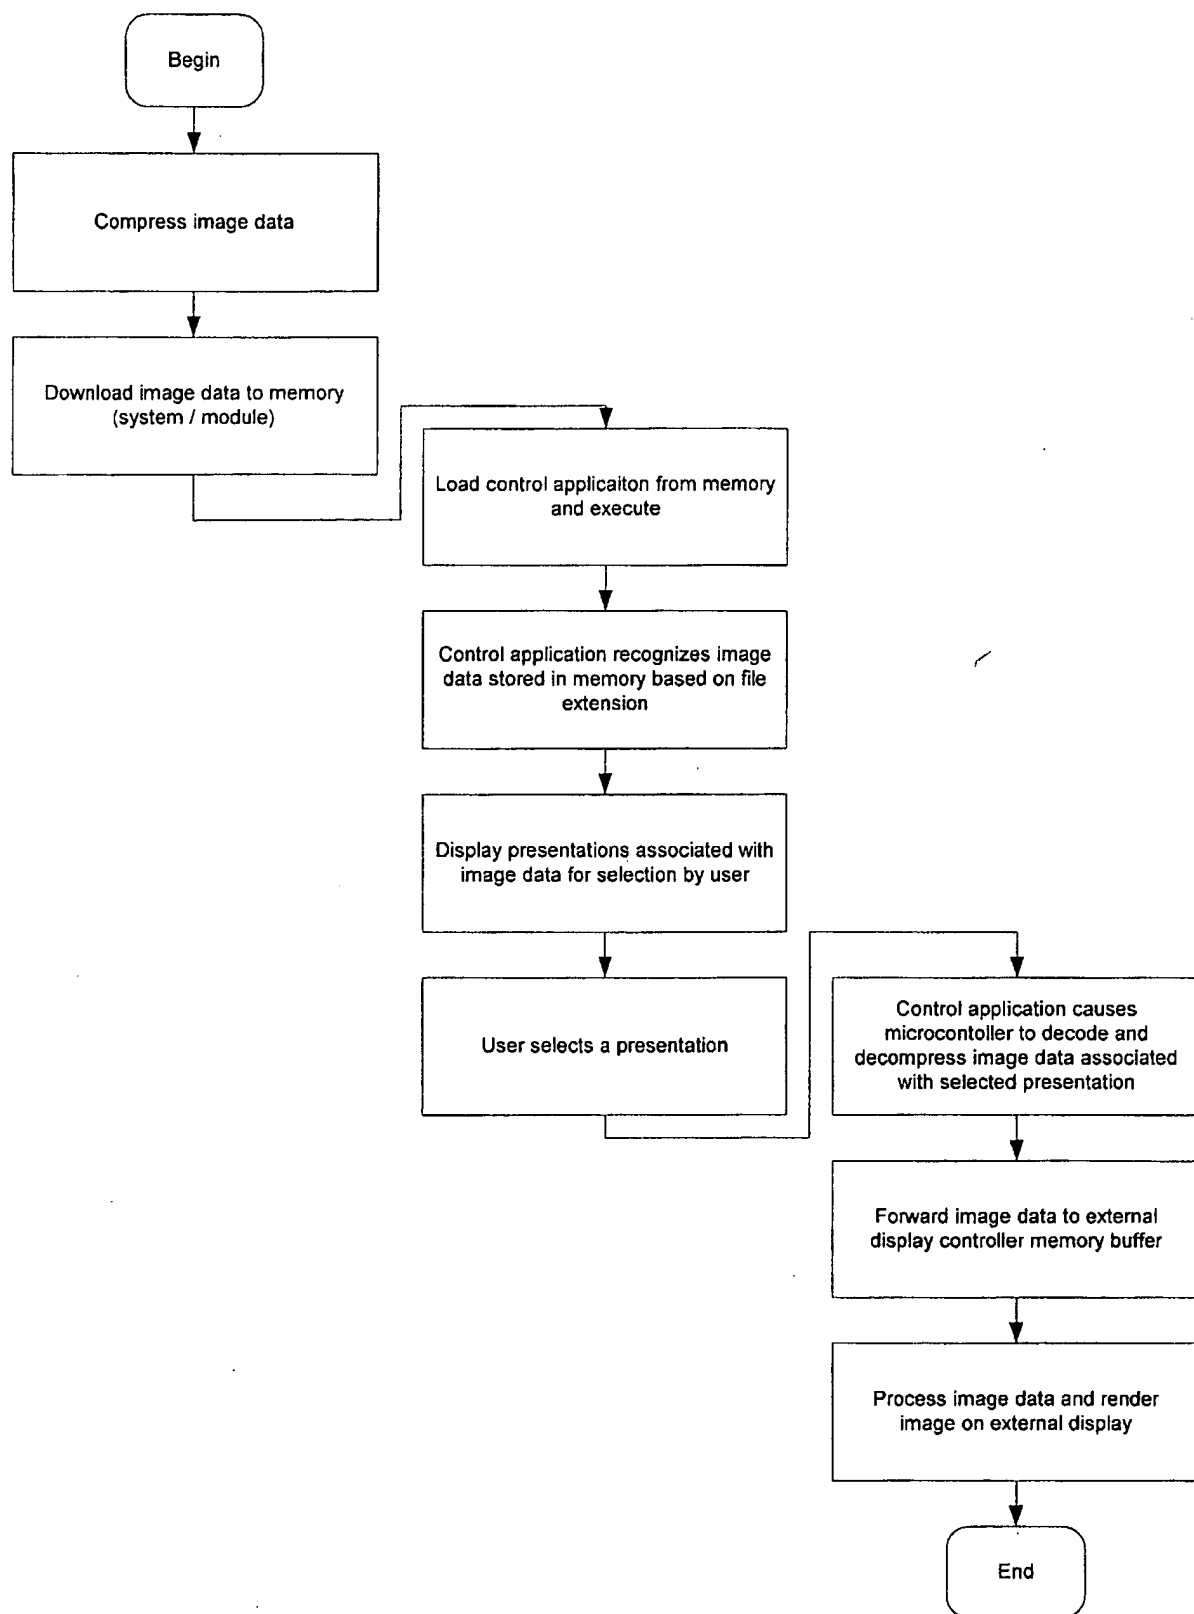 Begin
Compress image data
Download image data to memory
(system / module)
Load control applicaiton from memory
and execute
Control application recognizes image
data stored in memory based on file
extension
Display presentations associated with
image data for selection by user
User selects a presentation
Control application causes
microcontoller to decode and
decompress image data associated
with selected presentation
Forward image data to external
display controller memory buffer
Process image data and render
image on external display
End